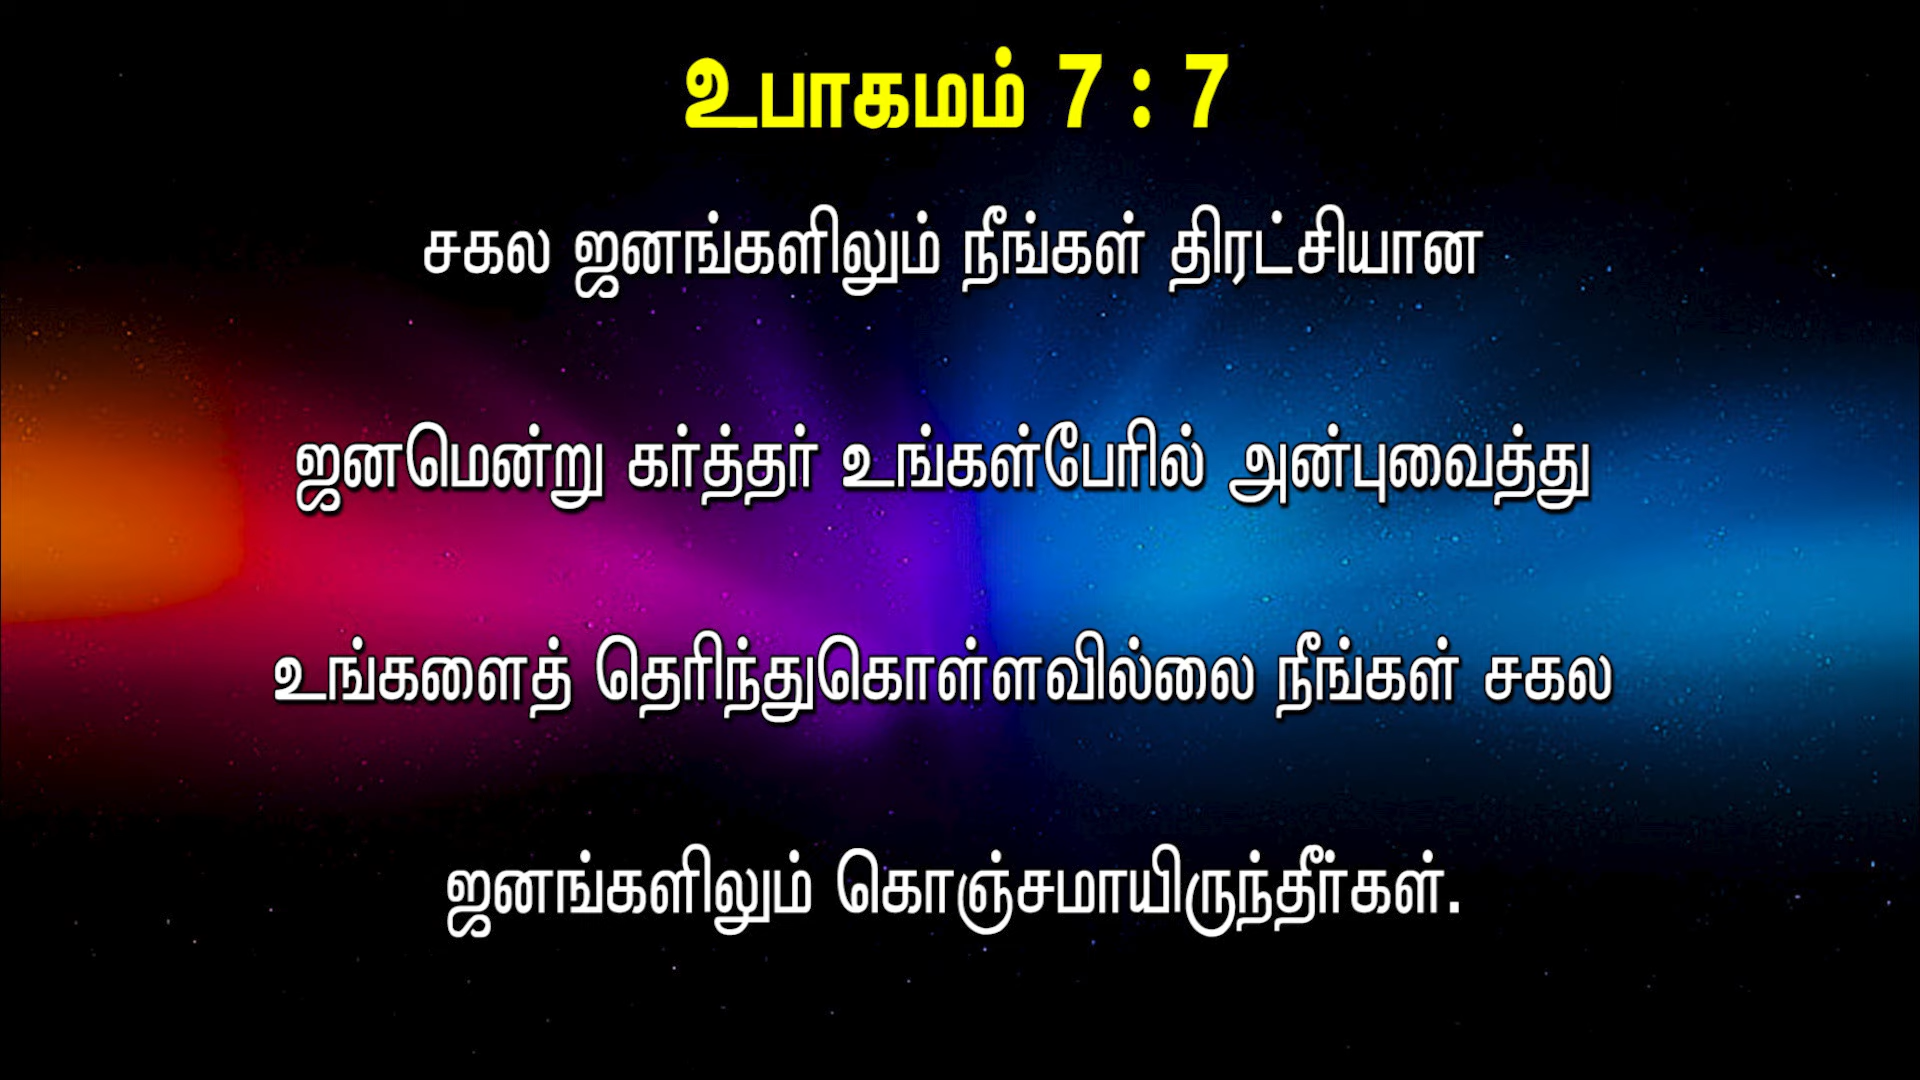 உபாகமம் 7 : 7
சகல ஜனங்களிலும் நீங்கள் திரட்சியான
ஜனமென்று கர்த்தர் உங்கள்பேரில் அன்புவைத்து
உங்களைத் தெரிந்துகொள்ளவில்லை நீங்கள் சகல
ஜனங்களிலும் கொஞ்சமாயிருந்தீர்கள்.